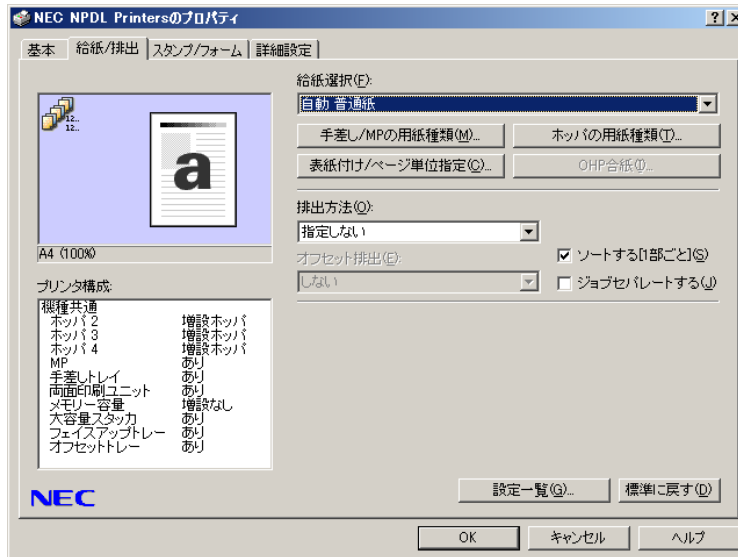 NEC NPDL Printersのプロパティ
基本 給紙/排出 スタンプ/フォーム 詳細設定
給紙選択(F):
自動 普通紙
手差し/MPの用紙種類(M)... ホッパの用紙種類(T)...
表紙付け/ページ単位指定(C)... OHP合紙(I)...
12..
12..
a
A4 (100%)
排出方法(O):
指定しない
オフセット排出(E):
しない
ソートする[1部ごと](S)
ジョブセパレートする(J)
プリンタ構成:
機種共通
ホッパ 2 増設ホッパ
ホッパ 3 増設ホッパ
ホッパ 4 増設ホッパ
MP あり
手差しトレイ あり
両面印刷ユニット あり
メモリー容量 増設なし
大容量スタッカ あり
フェイスアップトレー あり
オフセットトレー あり
NEC
設定一覧(G)... 標準に戻す(D)
OK キャンセル ヘルプ